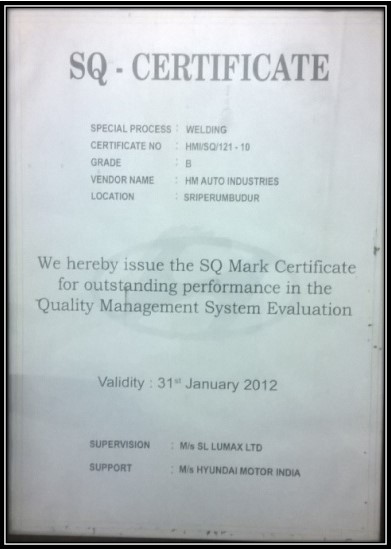 SQ - CERTIFICATE
SPECIAL PROCESS : WELDING
CERTIFICATE NO : HMI/SQ/121 - 10
GRADE : B
VENDOR NAME : HM AUTO INDUSTRIES
LOCATION : SRIPERUMBUDUR
We hereby issue the SQ Mark Certificate
for outstanding performance in the
Quality Management System Evaluation
Validity : 31st January 2012
SUPERVISION : M/s SL LUMAX LTD
SUPPORT : M/s HYUNDAI MOTOR INDIA